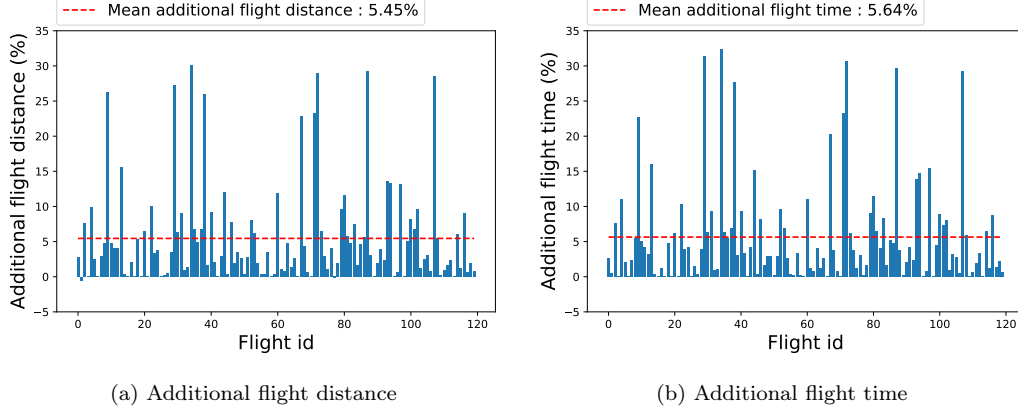 Mean additional flight distance : 5.45%
35
30
25
20
15
10
5
0
−5
Additional flight distance (%)
0 20 40 60 80 100 120
Flight id
(a) Additional flight distance
Mean additional flight time : 5.64%
35
30
25
20
15
10
5
0
−5
Additional flight time (%)
0 20 40 60 80 100 120
Flight id
(b) Additional flight time